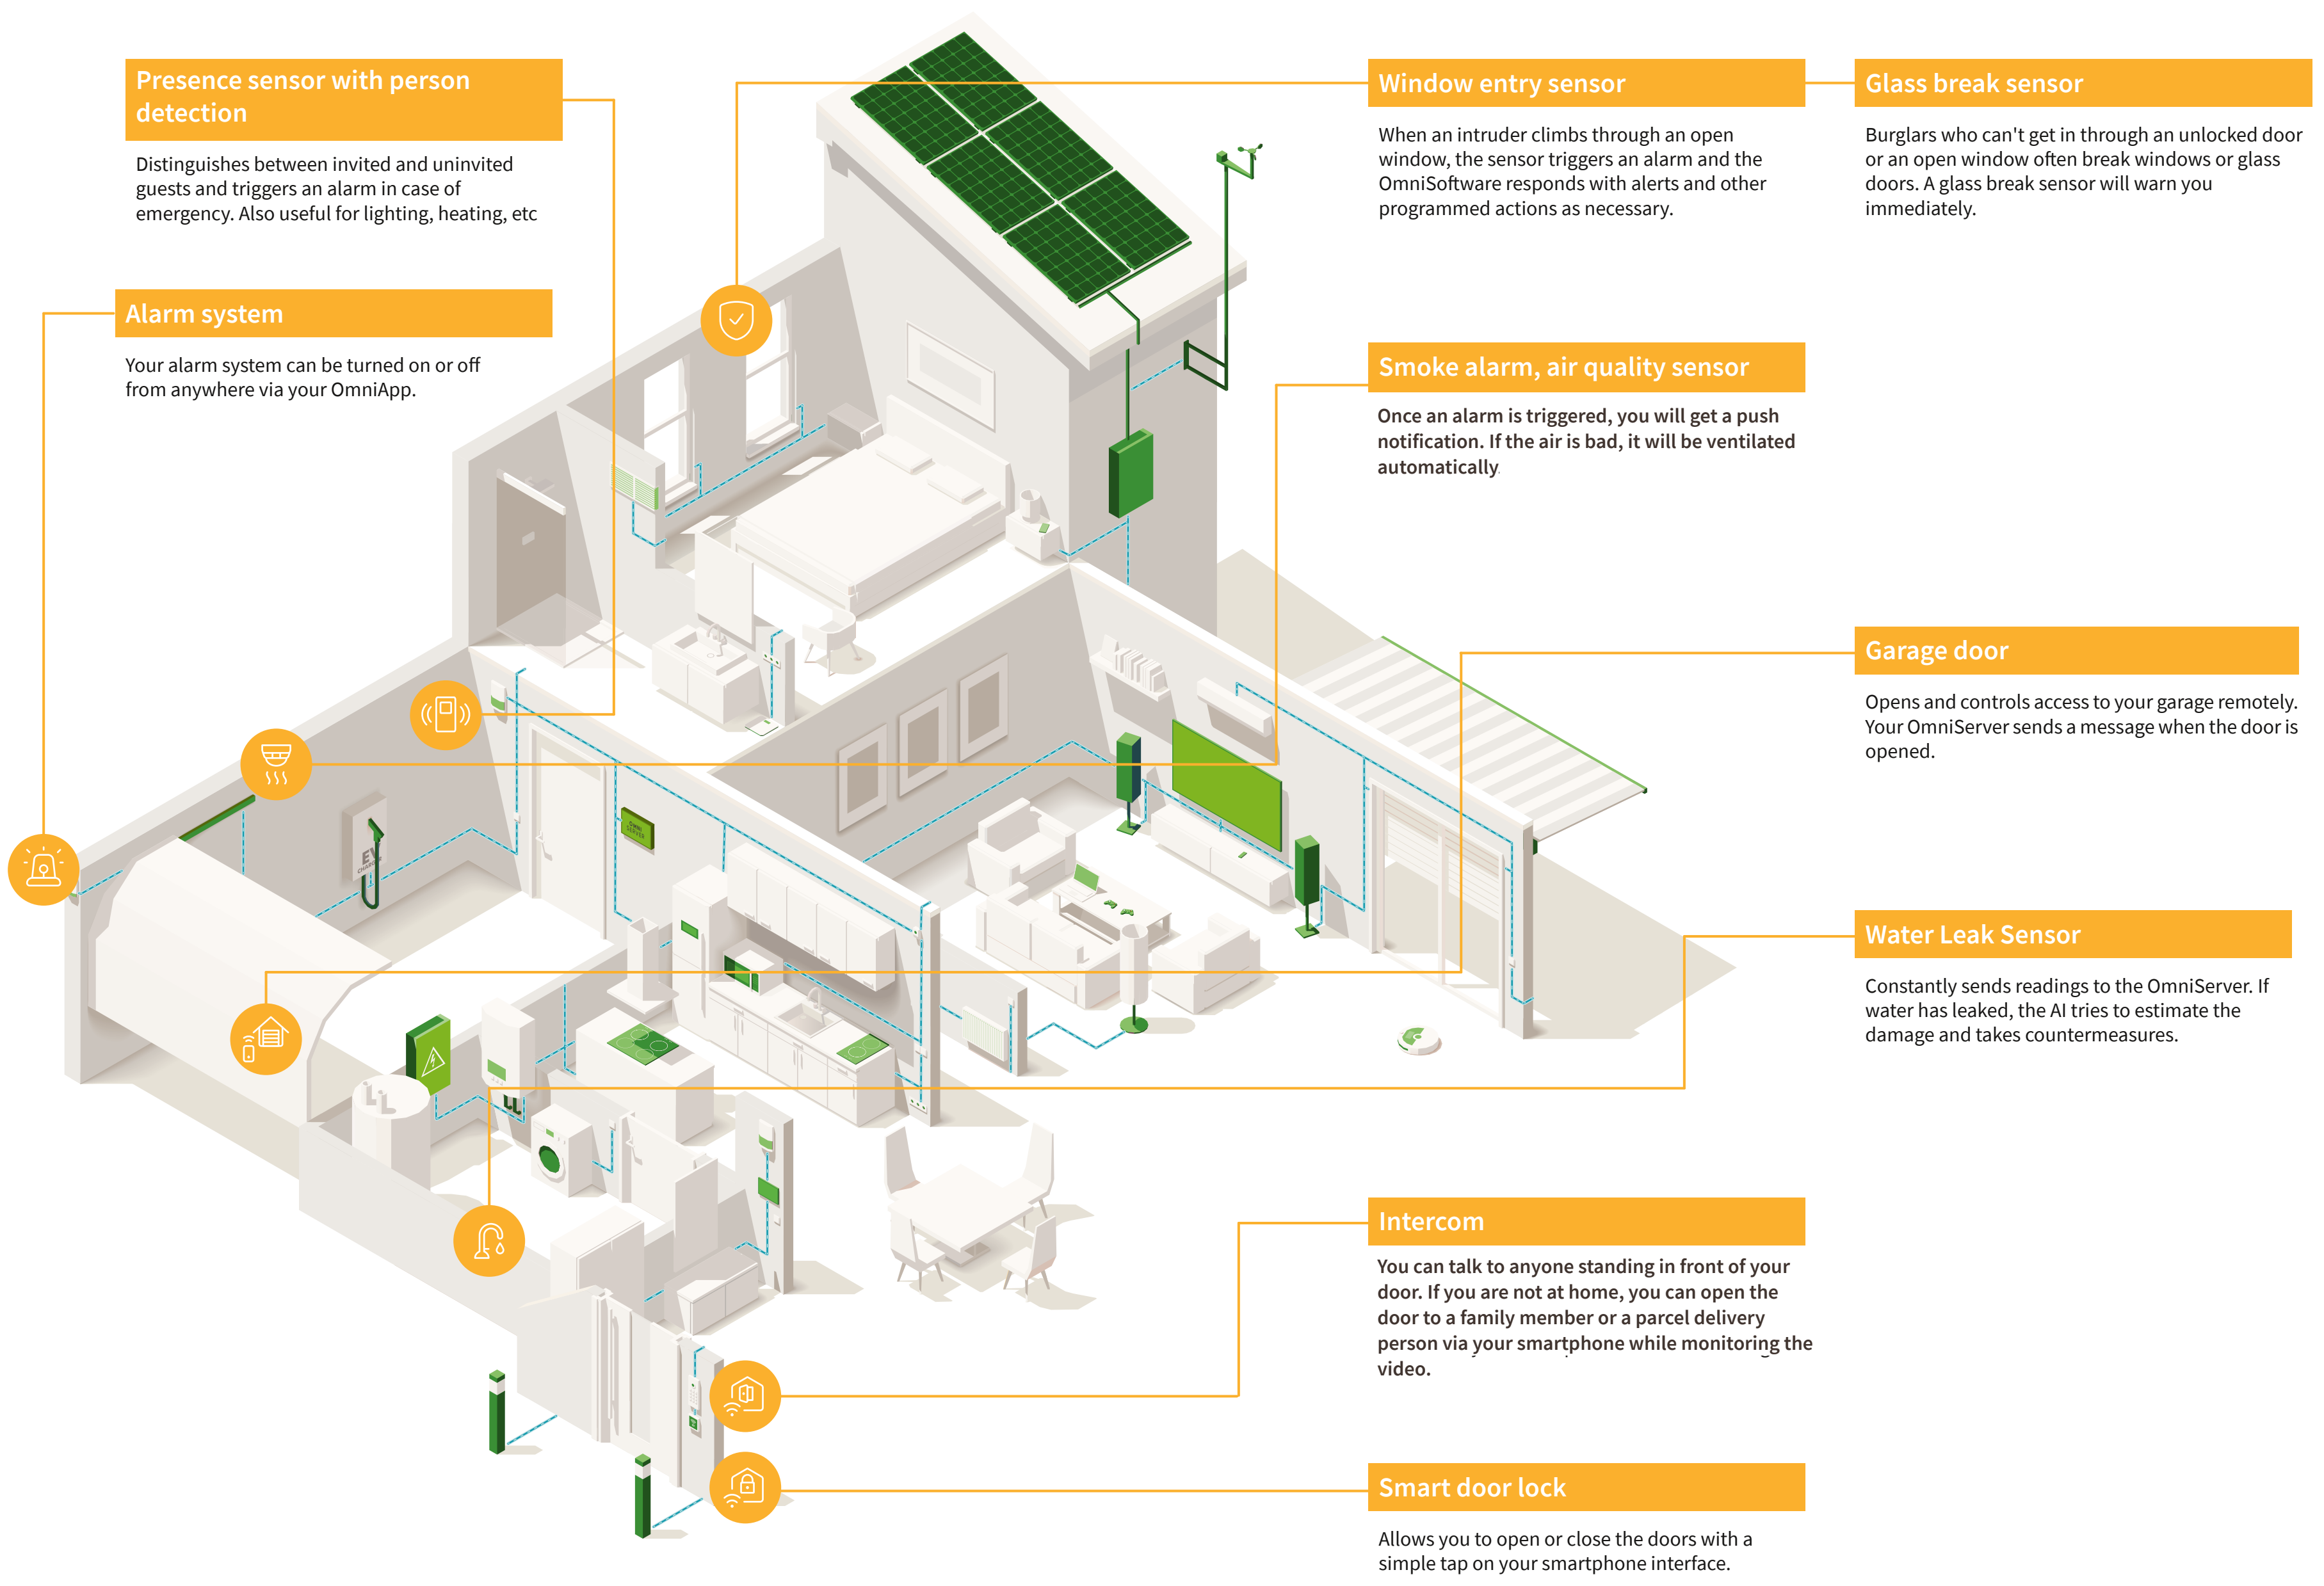 Presence sensor with person
detection
Distinguishes between invited and uninvited
guests and triggers an alarm in case of
emergency. Also useful for lighting, heating, etc
Window entry sensor
When an intruder climbs through an open
window, the sensor triggers an alarm and the
OmniSoftware responds with alerts and other
programmed actions as necessary.
Glass break sensor
Burglars who can't get in through an unlocked door
or an open window often break windows or glass
doors. A glass break sensor will warn you
immediately.
Alarm system
Your alarm system can be turned on or off
from anywhere via your OmniApp.
Smoke alarm, air quality sensor
Once an alarm is triggered, you will get a push
notification. If the air is bad, it will be ventilated
automatically.
Garage door
Opens and controls access to your garage remotely.
Your OmniServer sends a message when the door is
opened.
OMNI
SERVER
EV
Water Leak Sensor
Constantly sends readings to the OmniServer. If
water has leaked, the AI tries to estimate the
damage and takes countermeasures.
Intercom
You can talk to anyone standing in front of your
door. If you are not at home, you can open the
door to a family member or a parcel delivery
person via your smartphone while monitoring the
video.
Smart door lock
Allows you to open or close the doors with a
simple tap on your smartphone interface.